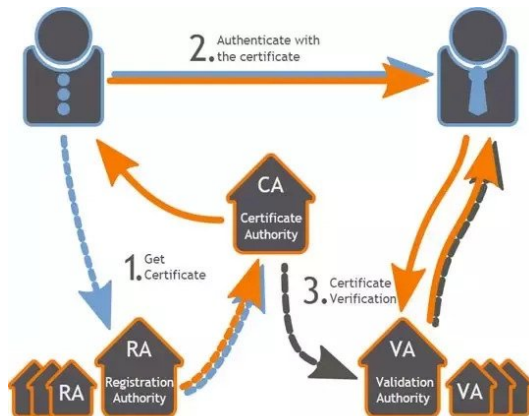 2. Authenticate with
the certificate
CA
Certificate
Authority
1. Get
Certificate
3. Certificate
Verification
RA
RA
Registration
Authority
VA
Validation
Authority
VA